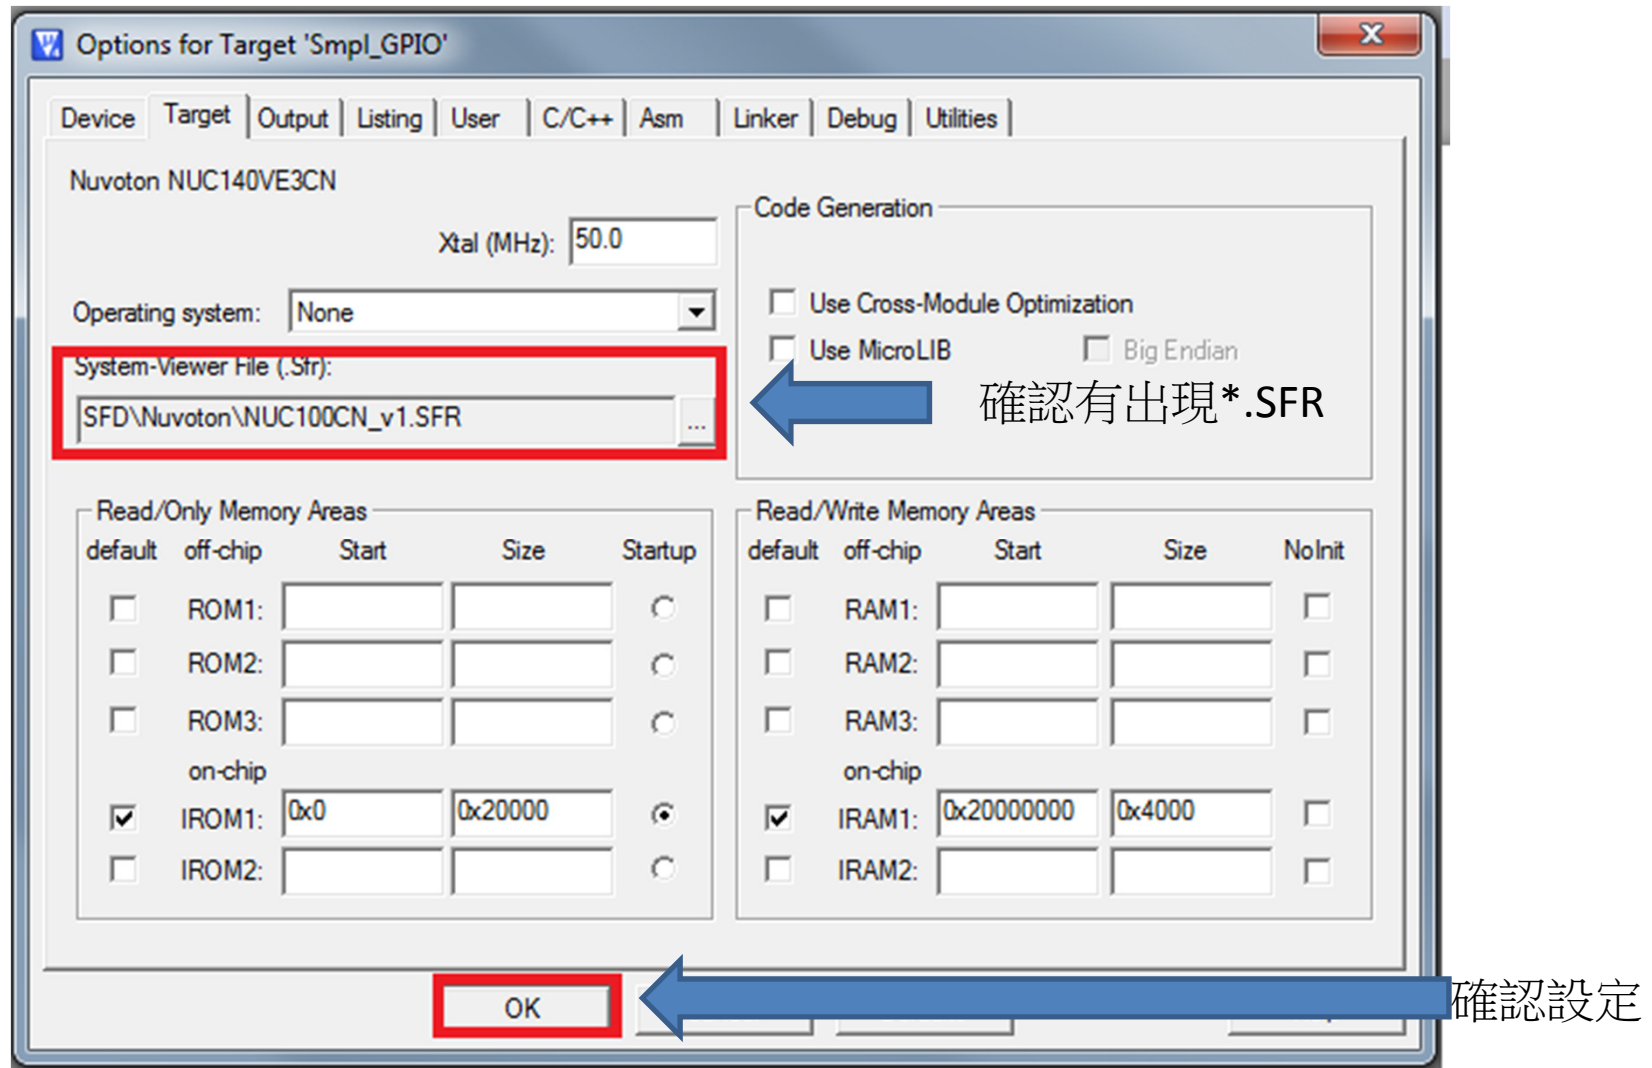 Options for Target 'Smpl_GPIO'
Device Target Output Listing User C/C++ Asm Linker Debug Utilities
Nuvoton NUC140VE3CN
Xtal (MHz): 50.0
Operating system: None
System-Viewer File (.Sfr):
SFD\Nuvoton\NUC100CN_v1.SFR ...
Code Generation
Use Cross-Module Optimization
Use MicroLIB Big Endian
確認有出現*.SFR
Read/Only Memory Areas
default off-chip Start Size Startup
ROM1:
ROM2:
ROM3:
on-chip
IROM1: 0x0 0x20000
IROM2:
Read/Write Memory Areas
default off-chip Start Size NoInit
RAM1:
RAM2:
RAM3:
on-chip
IRAM1: 0x20000000 0x4000
IRAM2:
OK
確認設定